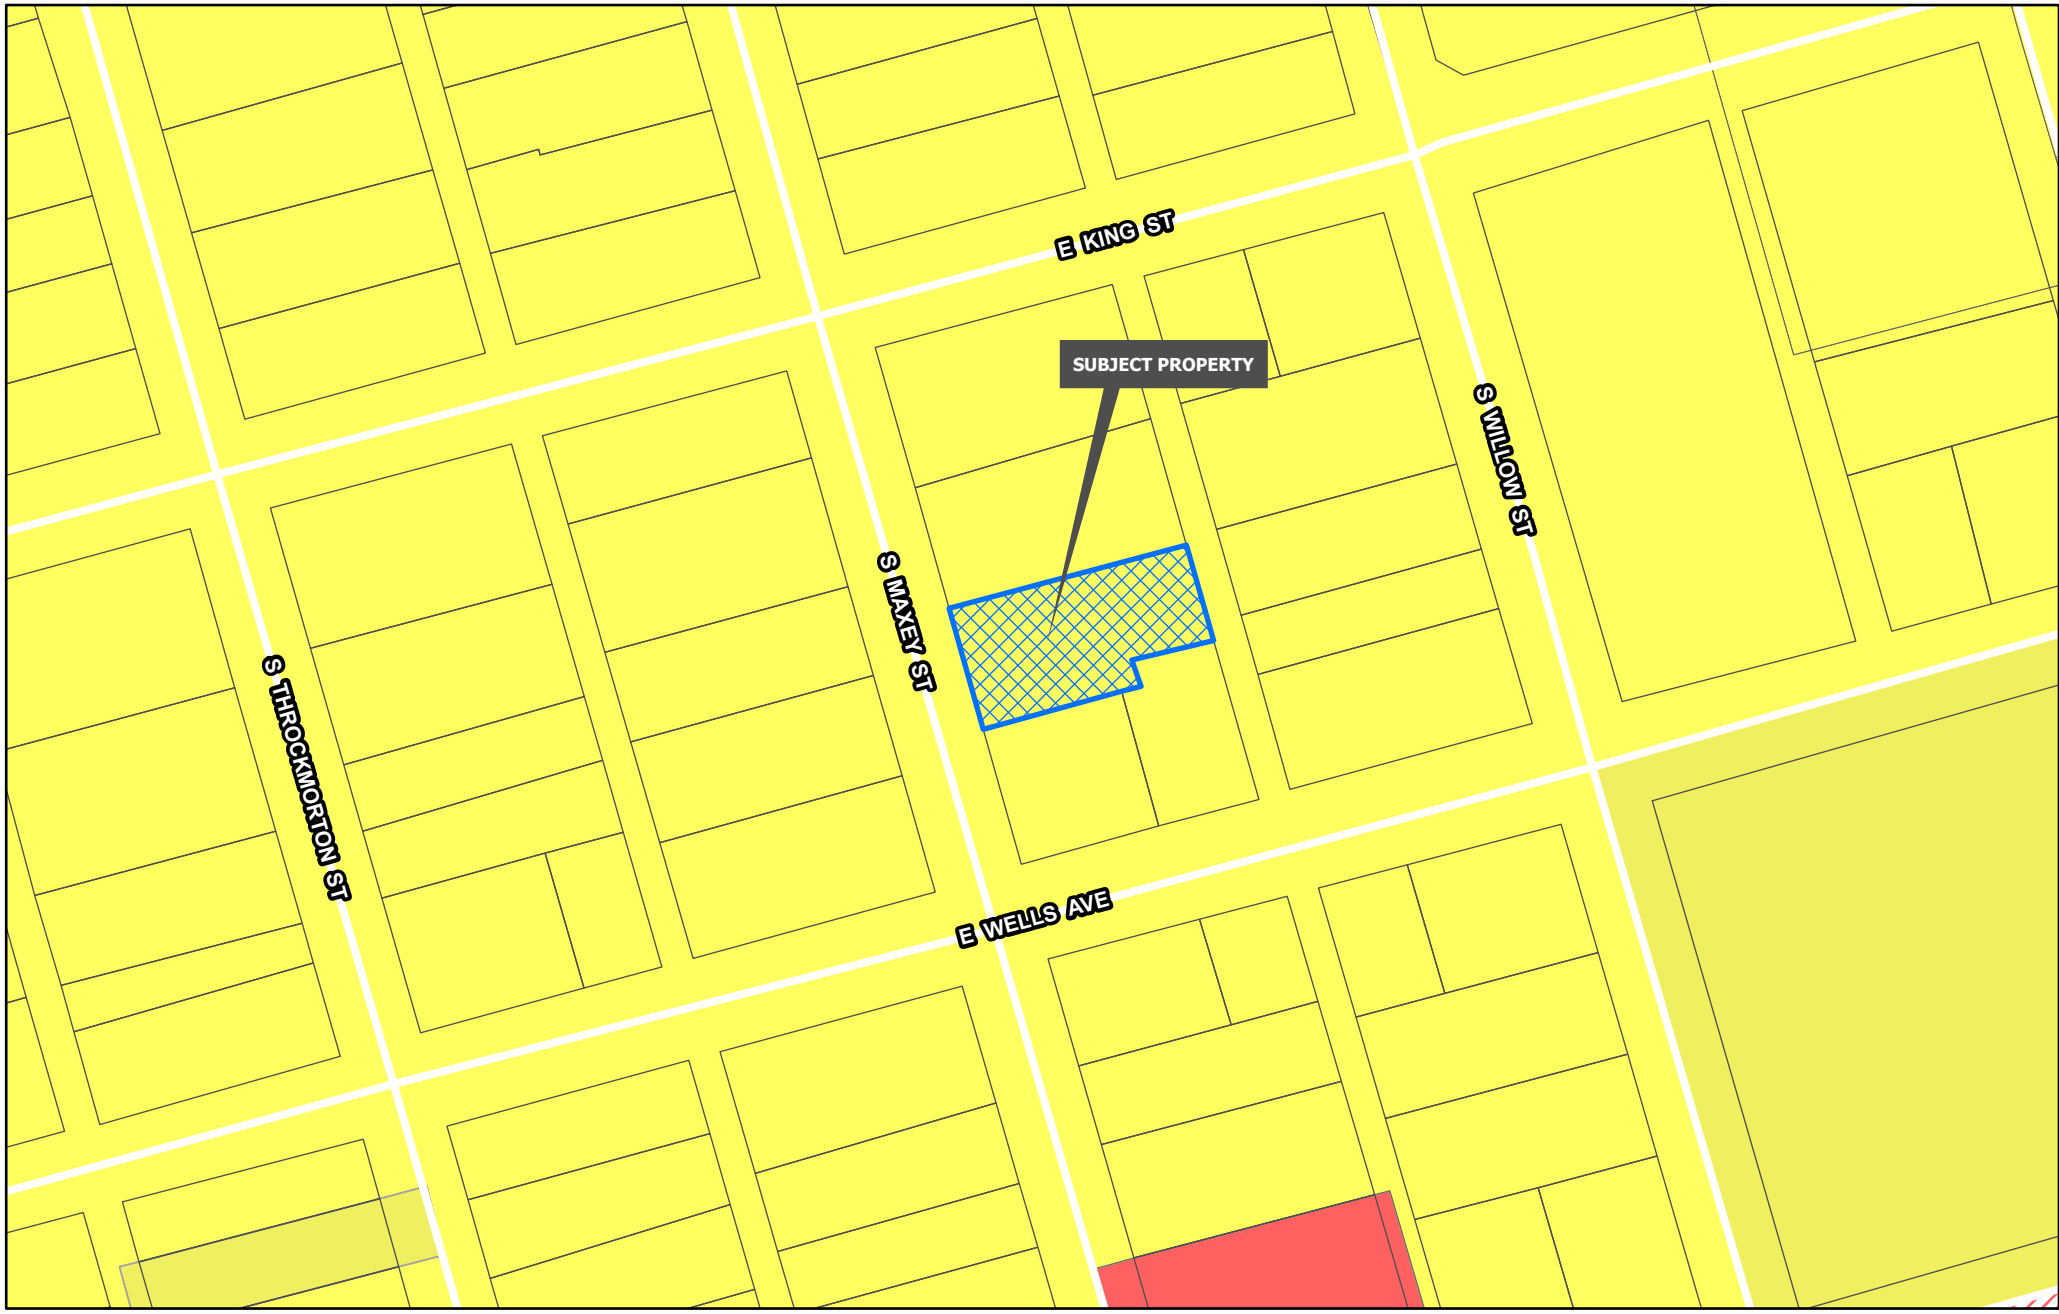 E KING ST
SUBJECT PROPERTY
S WILLOW ST
S MAXEY ST
S THROCKMORTON ST
E WELLS AVE